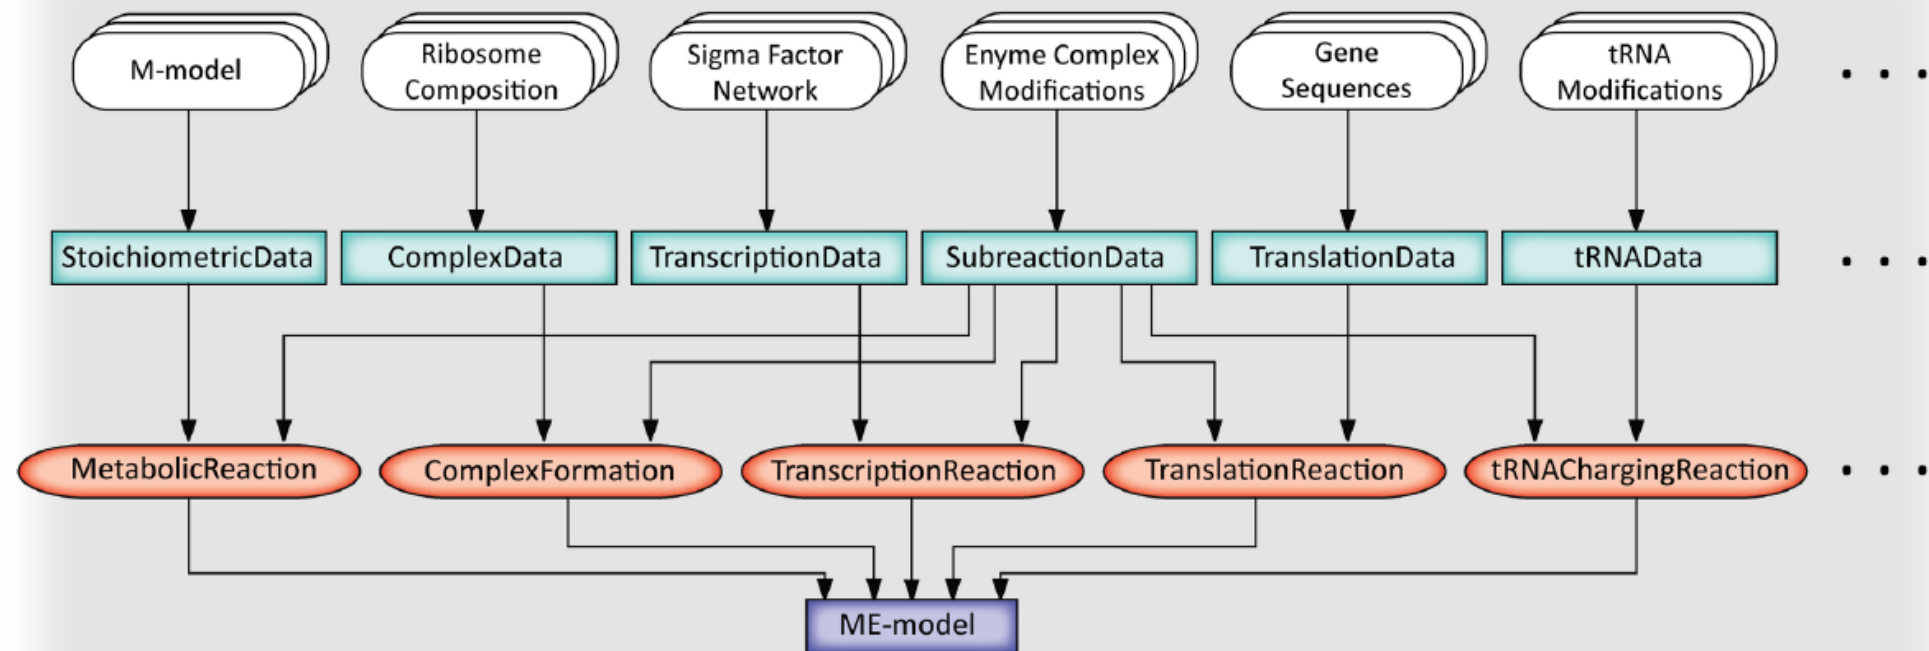 M-model
Ribosome
Composition
Sigma Factor
Network
Enyme Complex
Modifications
Gene
Sequences
tRNA
Modifications
. . .
StoichiometricData
ComplexData
TranscriptionData
SubreactionData
TranslationData
tRNAData
. . .
MetabolicReaction
ComplexFormation
TranscriptionReaction
TranslationReaction
tRNAChargingReaction
. . .
ME-model